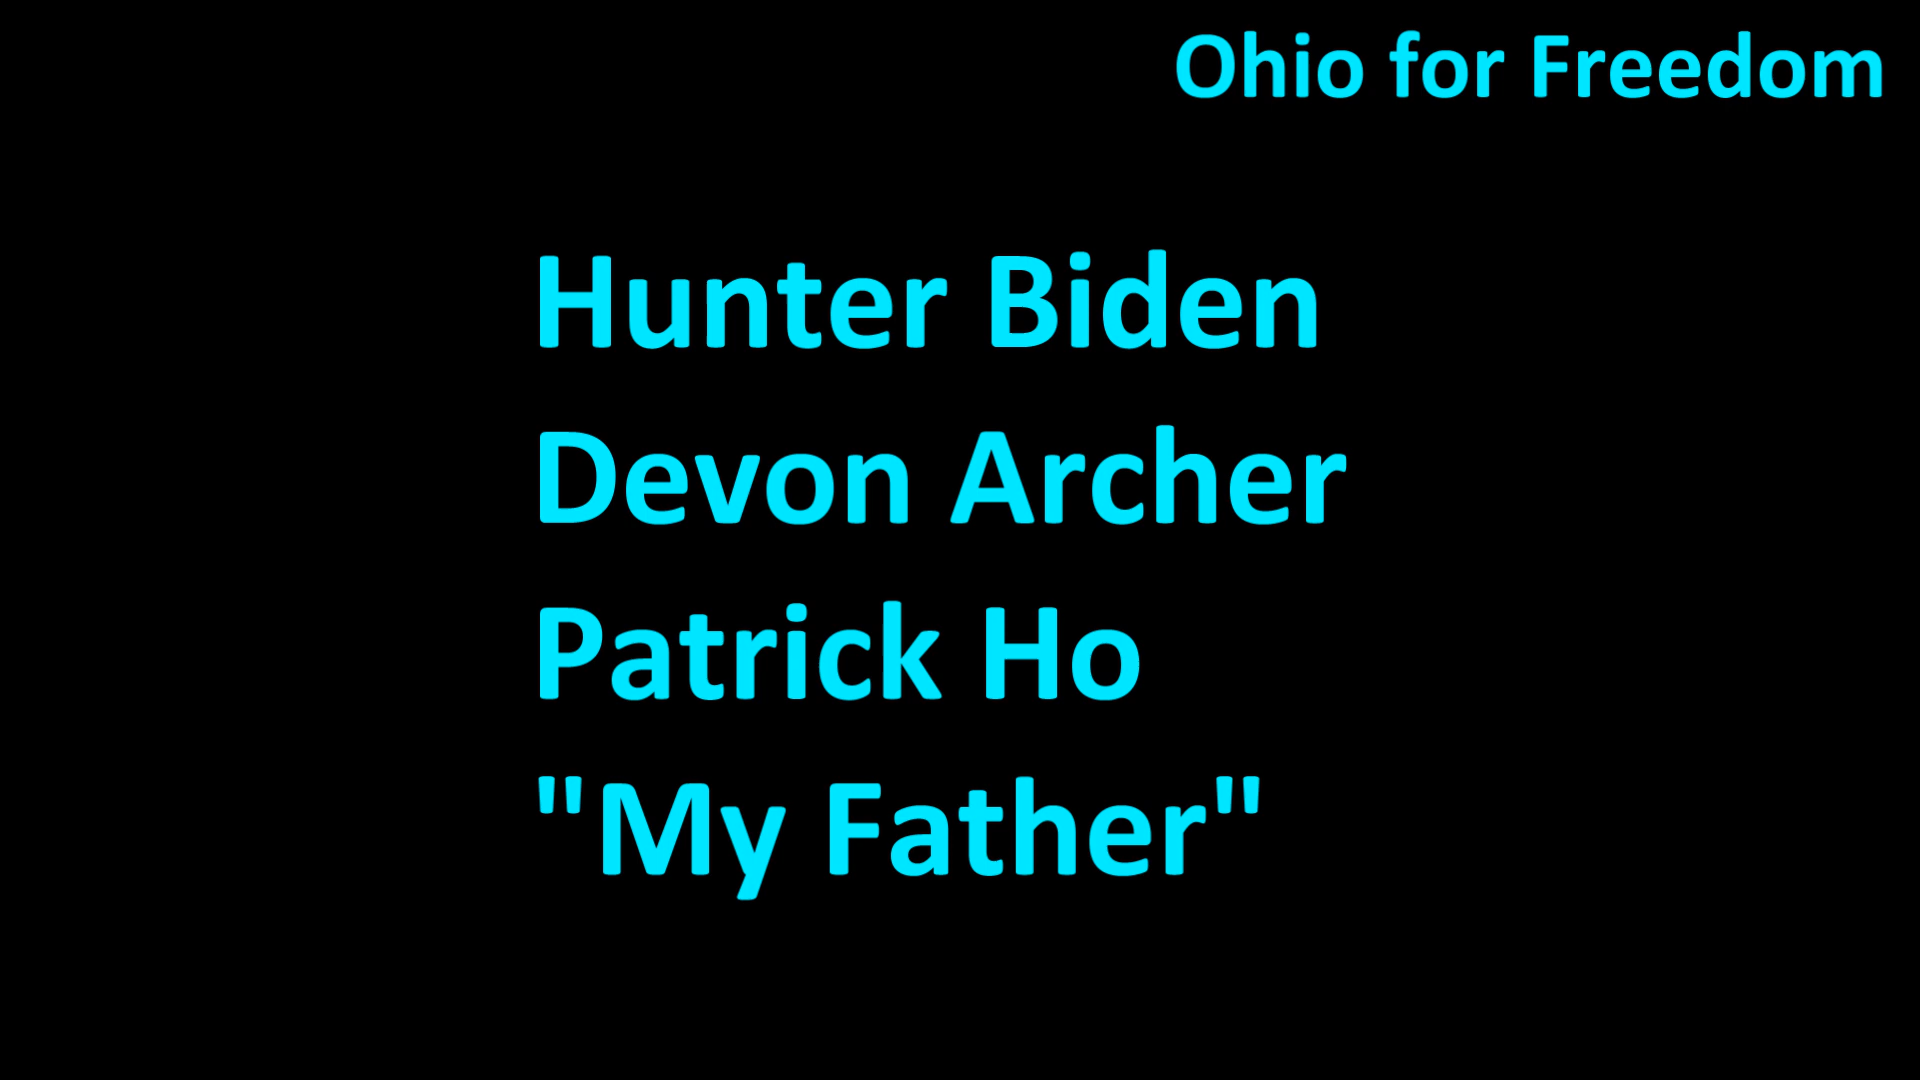 Ohio for Freedom
Hunter Biden
Devon Archer
Patrick Ho
"My Father"